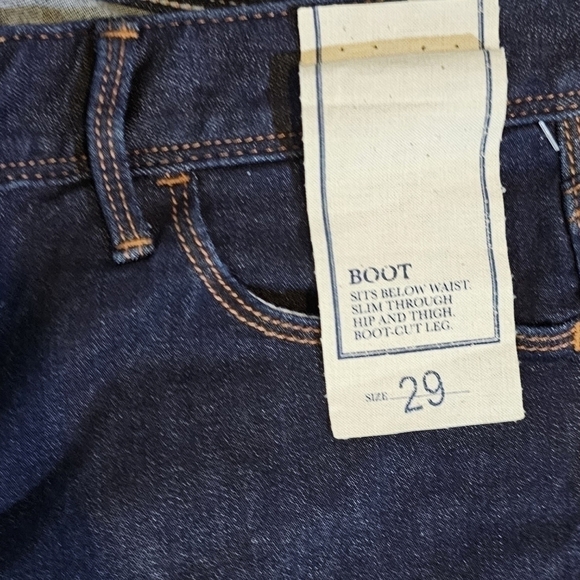 BOOT
SITS BELOW WAIST.
SLIM THROUGH
HIP AND THIGH.
BOOT-CUT LEG.
SIZE 29